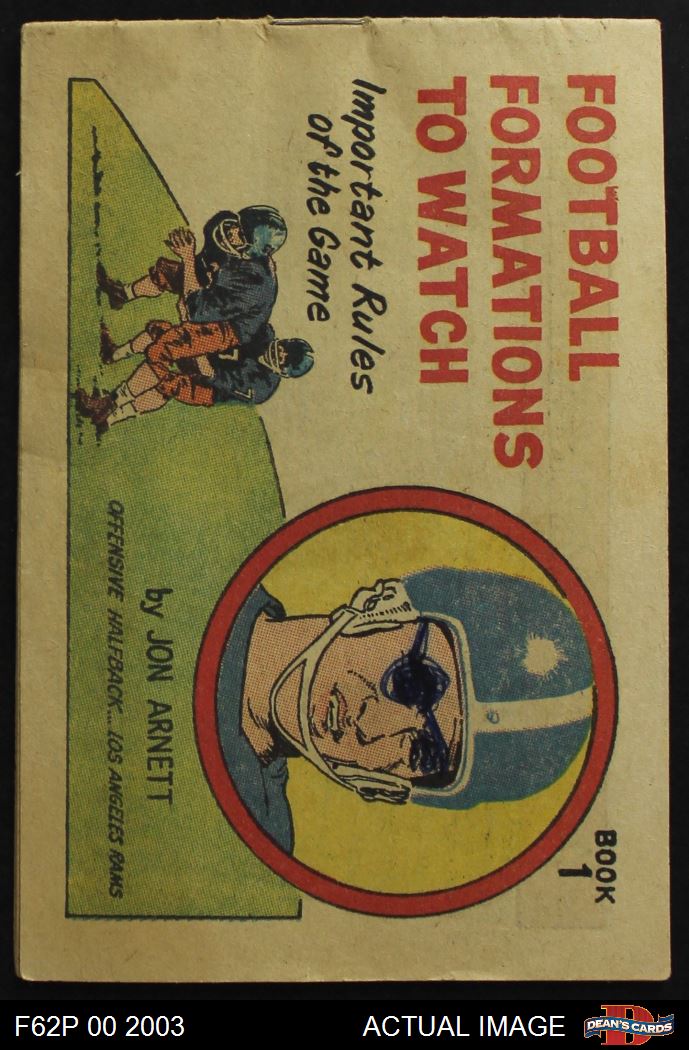 FOOTBALL
FORMATIONS
TO WATCH
Important Rules
of the Game
BOOK
1
7
by JON ARNETT
OFFENSIVE HALFBACK... LOS ANGELES RAMS
F62P 00 2003
ACTUAL IMAGE
D
DEAN'S CARDS